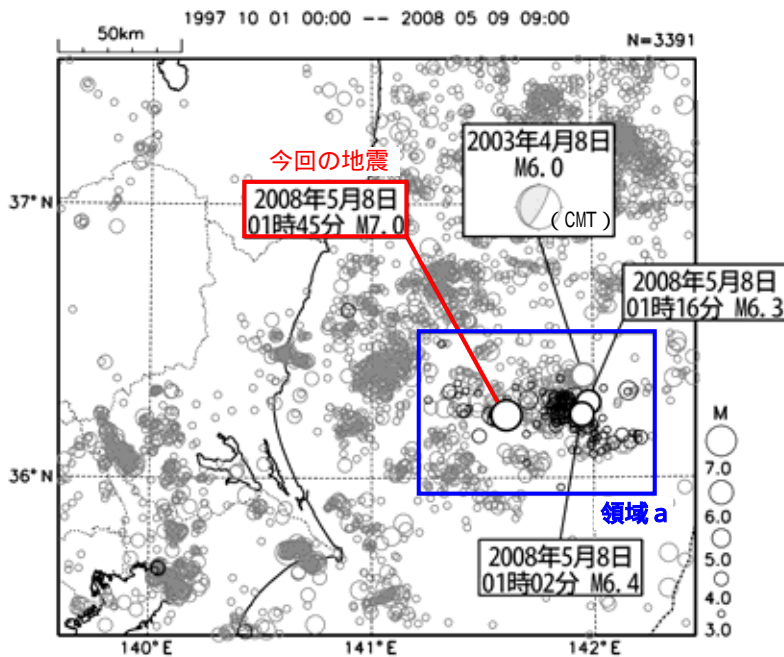 1997 10 01 00:00 -- 2008 05 09 09:00
50km
N=3391
今回の地震
2008年5月8日
01時45分 M7.0
2003年4月8日
M6.0
(CMT)
2008年5月8日
01時16分 M6.3
37°N
36°N
領域a
2008年5月8日
01時02分 M6.4
M
7.0
6.0
5.0
4.0
3.0
140°E
141°E
142°E